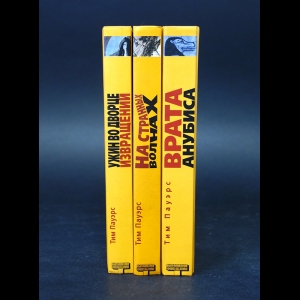 Тим Пауэрс
УЖИН ВО ДВОРЦЕ
ИЗВРАЩЕНИЙ
Тим Пауэрс
НА СТРАННЫХ
ВОЛНАХ
Тим Пауэрс
ВРАТА
АНУБИСА